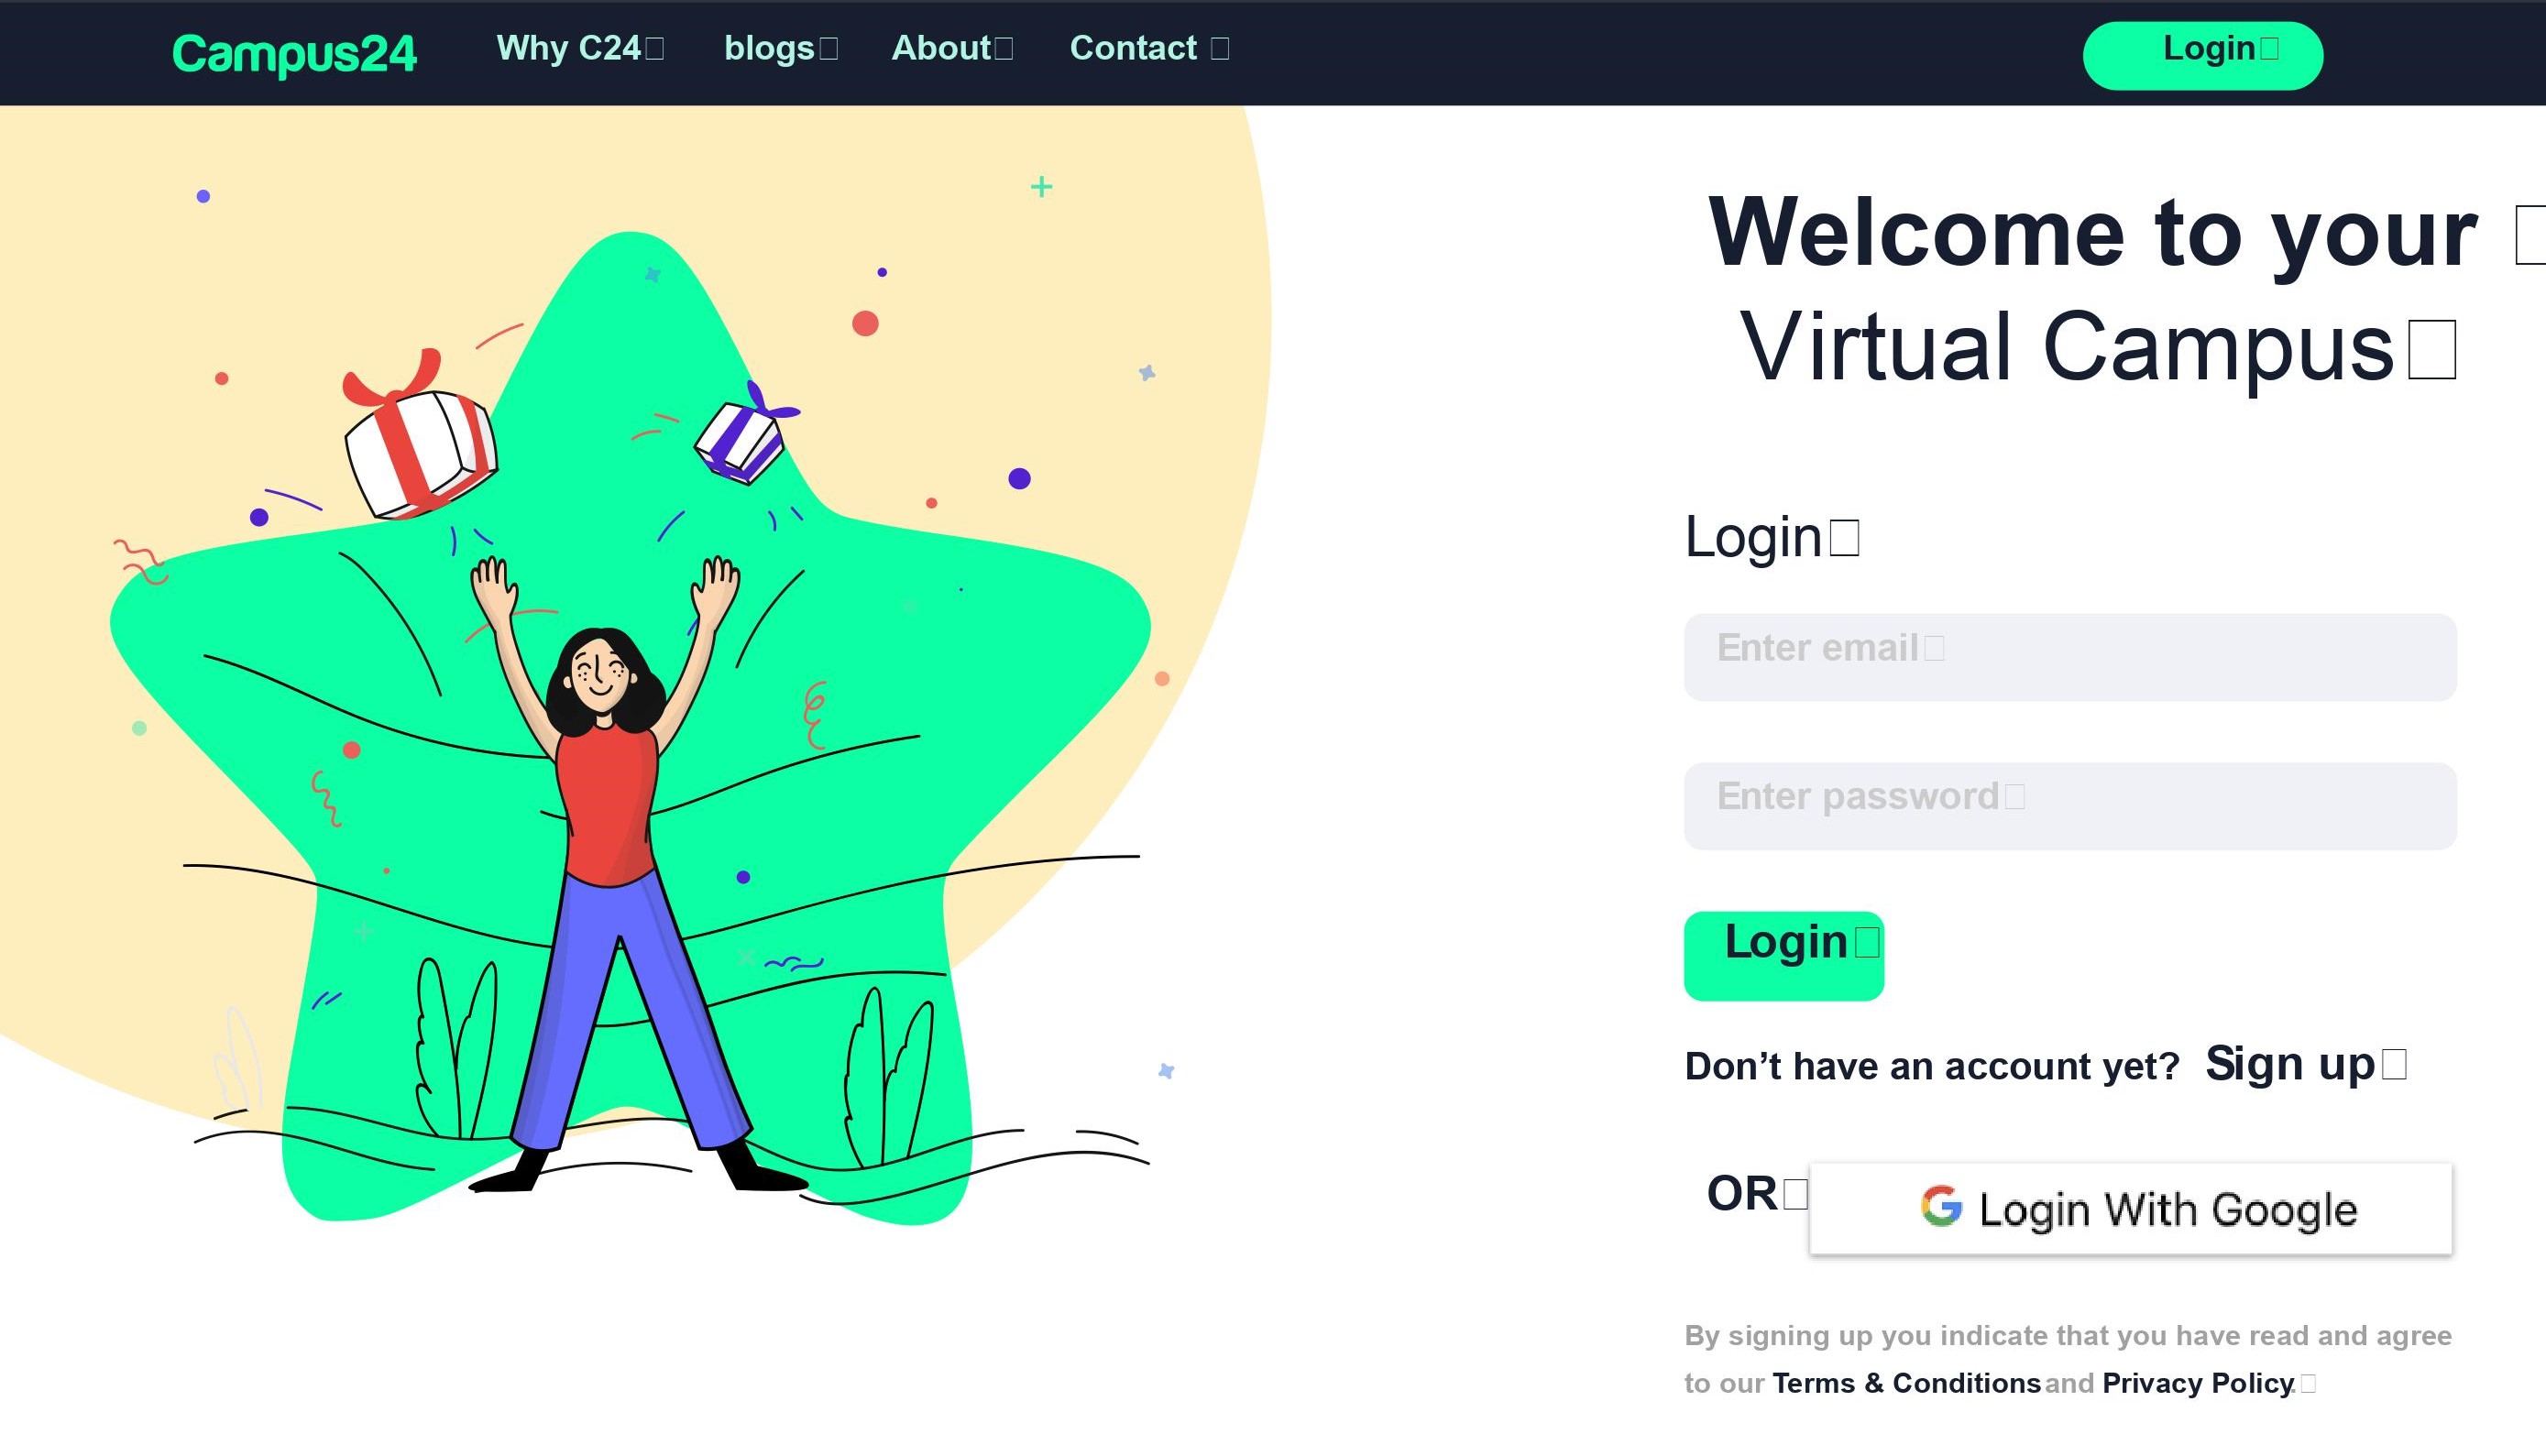 Campus24 Why C24 blogs About Contact Login
Welcome to your
Virtual Campus
Login
Enter email
Enter password
Login
Don’t have an account yet? Sign up
OR Login With Google
By signing up you indicate that you have read and agree
to our Terms & Conditions and Privacy Policy.